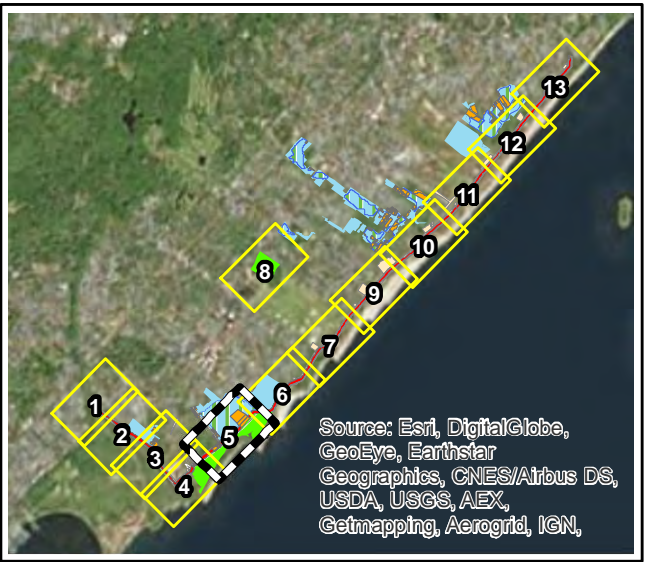 13
12
11
10
8
9
7
6
1
2
5
3
4
Source: Esri, DigitalGlobe,
GeoEye, Earthstar
Geographics, CNES/Airbus DS,
USDA, USGS, AEX,
Getmapping, Aerogrid, IGN,